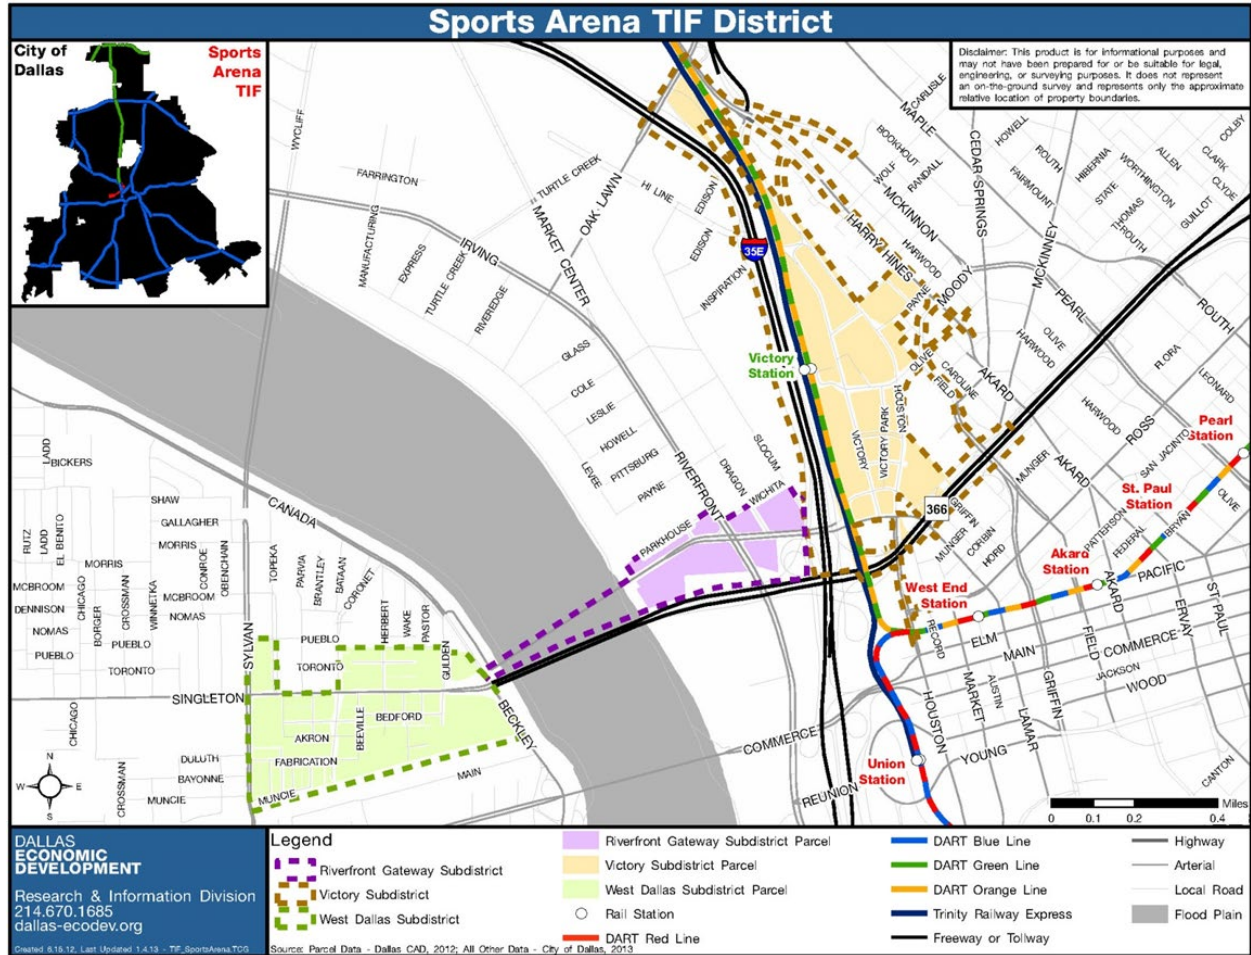 Sports Arena TIF District
City of
Dallas
Sports
Arena
TIF
Disclaimer: This product is for informational purposes and
may not have been prepared for or be suitable for legal,
engineering, or surveying purposes. It does not represent
an on-the-ground survey and represents only the approximate
relative location of property boundaries.
WYCLIFF
FARRINGTON
MANUFACTURING
EXPRESS
TURTLE CREEK
IRVING
RIVEREDGE
MARKET CENTER
TURTLE CREEK
OAK LAWN
HI LINE
EDISON
EDISON
INSPIRATION
35E
CARLISLE
MAPLE
BOOKHOUT
WOLF
RANDALL
MCKINNON
HARRY HINES
HARWOOD
PAYNE
MOODY
CEDAR SPRINGS
HOWELL
ROUTH
FAIRMOUNT
HIBERNIA
STATE
THOMAS
WORTHINGTON
ALLEN
COLBY
CLARK
CLYDE
GUILLOT
ROUTH
MCKINNEY
PEARL
ROUTH
OLIVE
HARWOOD
FLORA
LEONARD
GLASS
COLE
LESLIE
HOWELL
PITTSBURG
LEVEE
PAYNE
RIVERFRONT
DRAGON
SLOCUM
WICHITA
PARKHOUSE
Victory
Station
VICTORY
VICTORY PARK
HOUSTON
OLIVE
FIELD
CAROLINE
AKARD
HARWOOD
ROSS
SAN JACINTO
Pearl
Station
MUNGER
AKARD
St. Paul
Station
OLIVE
366
GRIFFIN
MUNGER
CORBIN
HORD
PATTERSON
FEDERAL
BRYAN
Akard
Station
PACIFIC
AKARD
ST PAUL
ERVAY
West End
Station
RECORD
ELM
MAIN
FIELD
COMMERCE
JACKSON
WOOD
MARKET
AUSTIN
GRIFFIN
LAMAR
HOUSTON
YOUNG
CANTON
COMMERCE
REUNION
Union
Station
LADD
BICKERS
SHAW
CANADA
GALLAGHER
MORRIS
RUTZ
LADD
EL BENITO
MORRIS
CONROE
OBENCHAIN
TOPEKA
PARVIA
BRANTLEY
BATAAN
CORONET
MCBROOM
CHICAGO
CROSSMAN
WINNETKA
MCBROOM
DENNISON
BORGER
NOMAS
NOMAS
PUEBLO
PUEBLO
TORONTO
HERBERT
WAKE
PASTOR
GULDEN
PUEBLO
TORONTO
SYLVAN
SINGLETON
CHICAGO
BEDFORD
BEEVILLE
AKRON
FABRICATION
BECKLEY
DULUTH
BAYONNE
CROSSMAN
MUNCIE
MUNCIE
MAIN
N
W
E
S
Miles
0
0.1
0.2
0.4
DALLAS
ECONOMIC
DEVELOPMENT
Research & Information Division
214.670.1685
dallas-ecodev.org
Created 6.15.12, Last Updated 1.4.13 - TIF_SportsArena.TCG
Legend
Riverfront Gateway Subdistrict
Victory Subdistrict
West Dallas Subdistrict
Riverfront Gateway Subdistrict Parcel
Victory Subdistrict Parcel
West Dallas Subdistrict Parcel
Rail Station
DART Red Line
DART Blue Line
DART Green Line
DART Orange Line
Trinity Railway Express
Freeway or Tollway
Highway
Arterial
Local Road
Flood Plain
Source: Parcel Data - Dallas CAD, 2012; All Other Data - City of Dallas, 2013